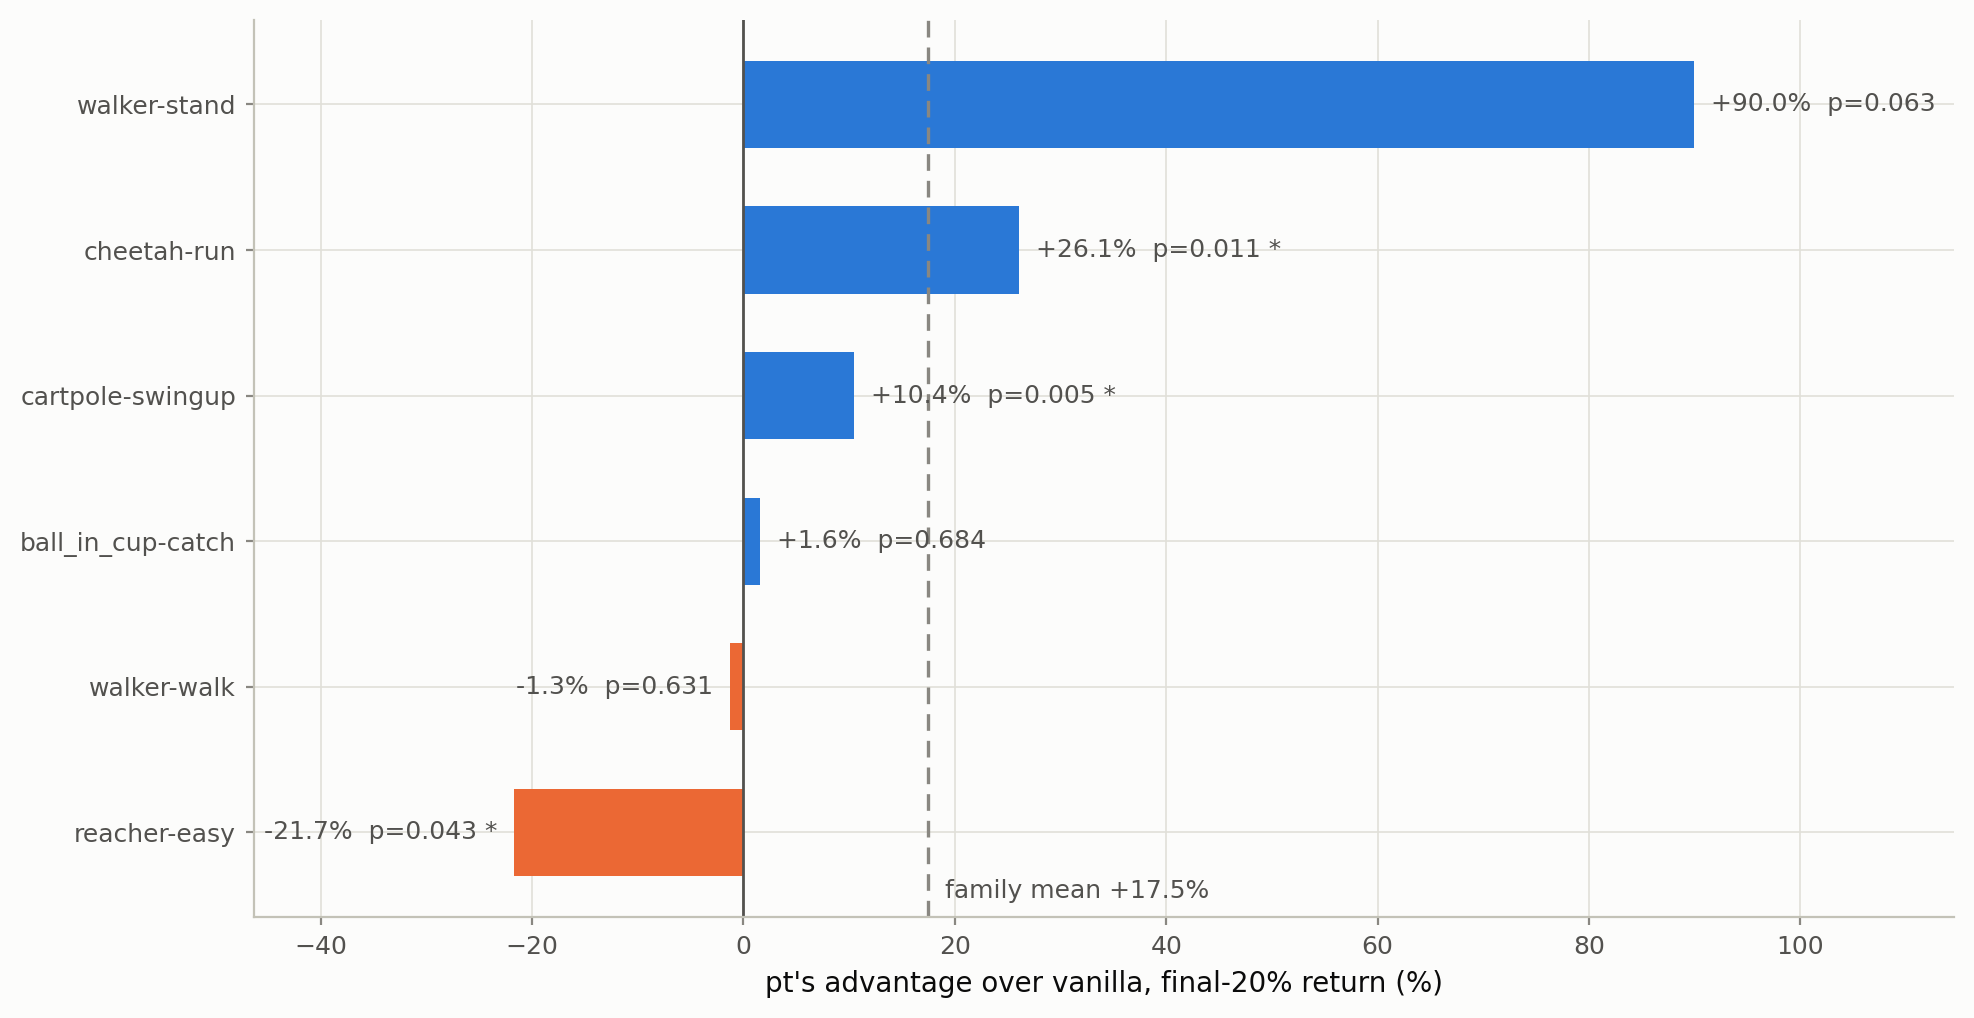 walker-stand
+90.0%  p=0.063
cheetah-run
+26.1%  p=0.011 *
cartpole-swingup
+10.4%  p=0.005 *
ball_in_cup-catch
+1.6%  p=0.684
walker-walk
-1.3%  p=0.631
reacher-easy
-21.7%  p=0.043 *
family mean +17.5%
−40 −20 0 20 40 60 80 100
pt's advantage over vanilla, final-20% return (%)